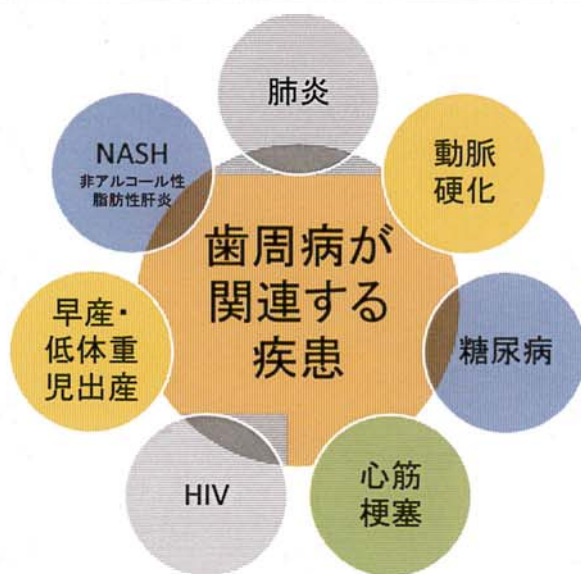 肺炎
動脈
硬化
糖尿病
心筋
梗塞
HIV
早産・
低体重
児出産
NASH
非アルコール性
脂肪性肝炎
歯周病が
関連する
疾患